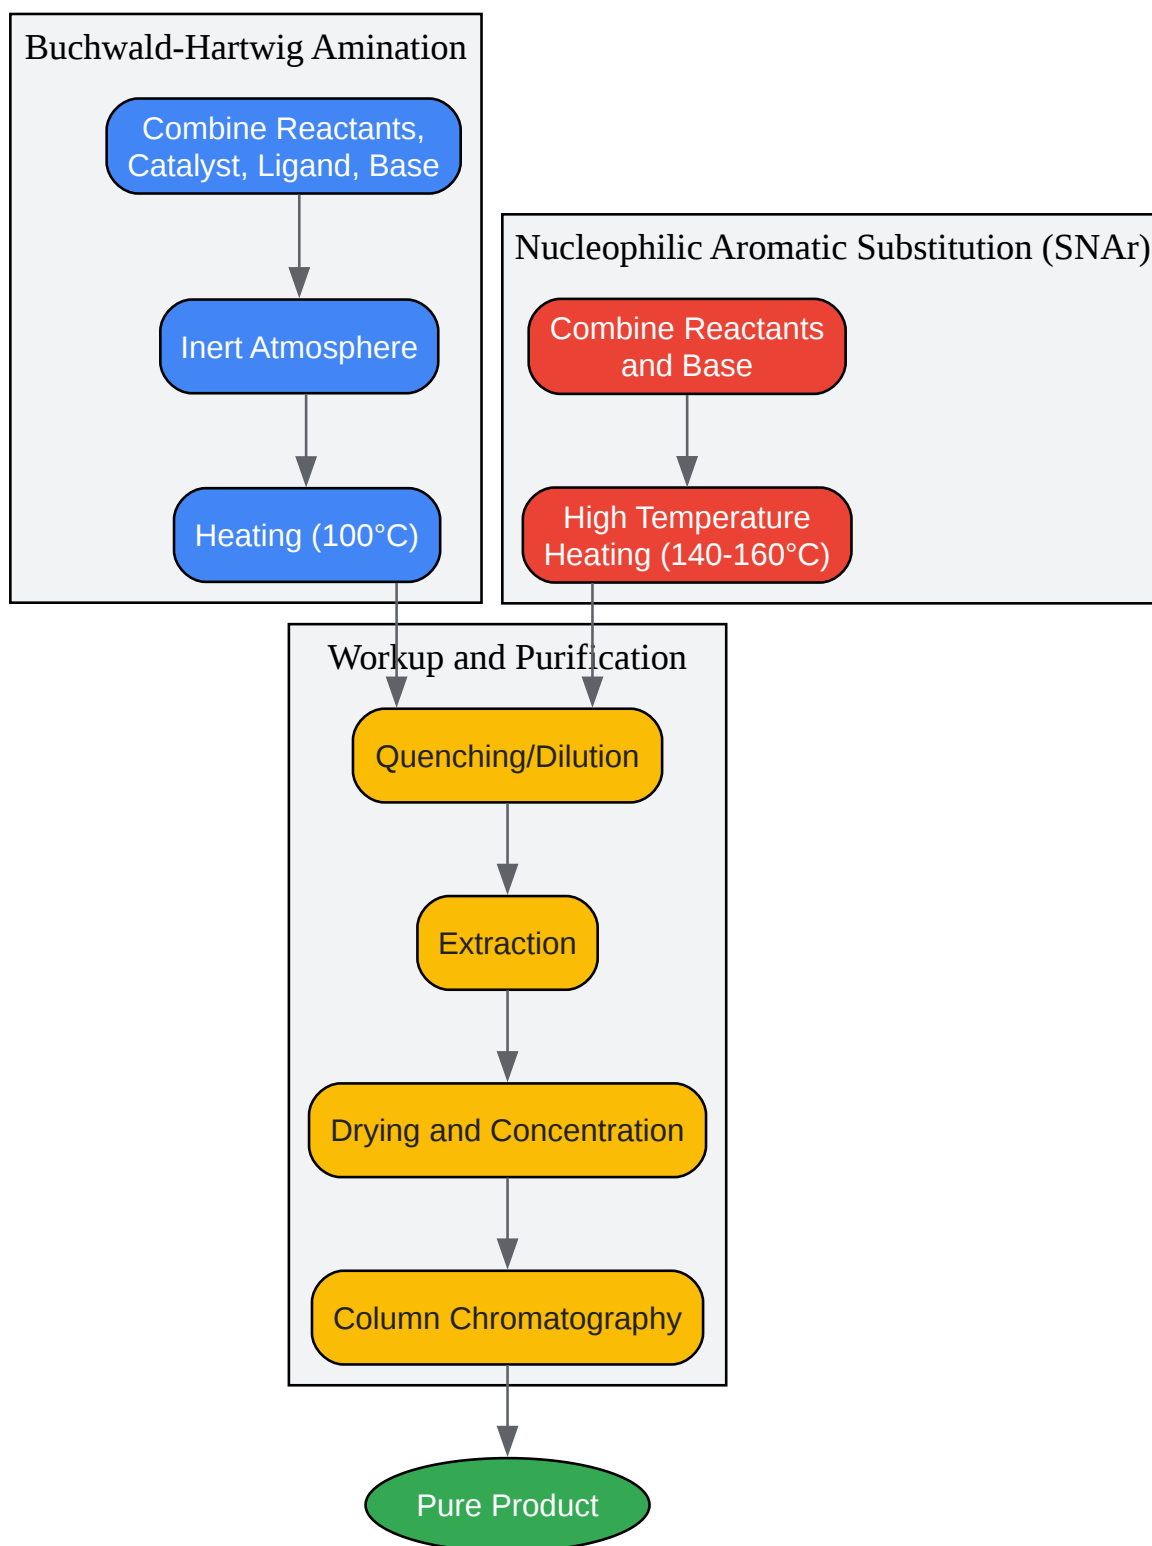 Buchwald-Hartwig Amination
Combine Reactants,
Catalyst, Ligand, Base
Inert Atmosphere
Heating (100°C)
Nucleophilic Aromatic Substitution (SNAr)
Combine Reactants
and Base
High Temperature
Heating (140-160°C)
Workup and Purification
Quenching/Dilution
Extraction
Drying and Concentration
Column Chromatography
Pure Product